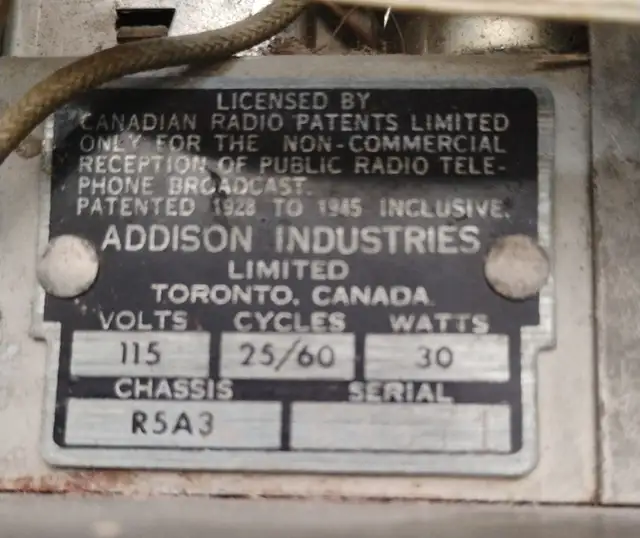 LICENSED BY
CANADIAN RADIO PATENTS LIMITED
ONLY FOR THE NON-COMMERCIAL
RECEPTION OF PUBLIC RADIO TELE-
PHONE BROADCAST.
PATENTED 1928 TO 1945 INCLUSIVE.
ADDISON INDUSTRIES
LIMITED
TORONTO. CANADA
VOLTS CYCLES WATTS
115 25/60 30
CHASSIS SERIAL
R5A3